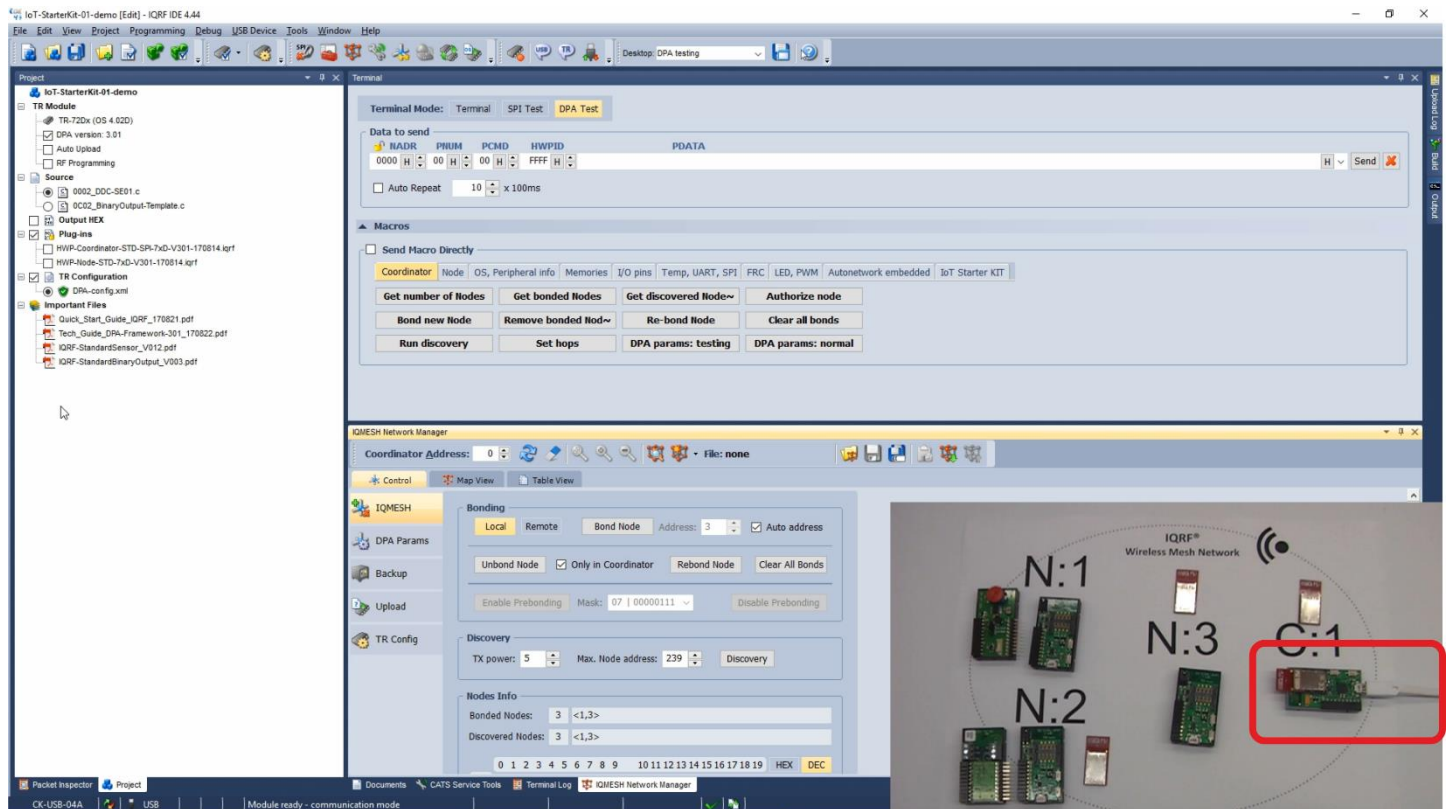 IoT-StarterKit-01-demo [Edit] - IQRF IDE 4.44
File Edit View Project Programming Debug USB Device Tools Window Help
Desktop: DPA testing
Project
IoT-StarterKit-01-demo
TR Module
TR-72Dx (OS 4.02D)
DPA version: 3.01
Auto Upload
RF Programming
Source
0002_DDC-SE01.c
0C02_BinaryOutput-Template.c
Output HEX
Plug-ins
HWP-Coordinator-STD-SPI-7xD-V301-170814.iqrf
HWP-Node-STD-7xD-V301-170814.iqrf
TR Configuration
DPA-config.xml
Important Files
Quick_Start_Guide_IQRF_170821.pdf
Tech_Guide_DPA-Framework-301_170822.pdf
IQRF-StandardSensor_V012.pdf
IQRF-StandardBinaryOutput_V003.pdf
Terminal
Terminal Mode: Terminal SPI Test DPA Test
Data to send
NADR PNUM PCMD HWPID PDATA
0000 H 00 H 00 H FFFF H H Send
Auto Repeat 10 x 100ms
Macros
Send Macro Directly
Coordinator Node OS, Peripheral info Memories I/O pins Temp, UART, SPI FRC LED, PWM Autonetwork embedded IoT Starter KIT
Get number of Nodes Get bonded Nodes Get discovered Node~ Authorize node
Bond new Node Remove bonded Nod~ Re-bond Node Clear all bonds
Run discovery Set hops DPA params: testing DPA params: normal
Upload Log
Build
Output
IQMESH Network Manager
Coordinator Address: 0 File: none
Control Map View Table View
IQMESH
DPA Params
Backup
Upload
TR Config
Bonding
Local Remote Bond Node Address: 3 Auto address
Unbond Node Only in Coordinator Rebond Node Clear All Bonds
Enable Prebonding Mask: 07 | 00000111 Disable Prebonding
Discovery
TX power: 5 Max. Node address: 239 Discovery
Nodes Info
Bonded Nodes: 3 <1,3>
Discovered Nodes: 3 <1,3>
0 1 2 3 4 5 6 7 8 9 10 11 12 13 14 15 16 17 18 19 HEX DEC
IQRF®
Wireless Mesh Network
N:1
N:3
C:1
N:2
Packet Inspector Project
Documents CATS Service Tools Terminal Log IQMESH Network Manager
CK-USB-04A USB Module ready - communication mode